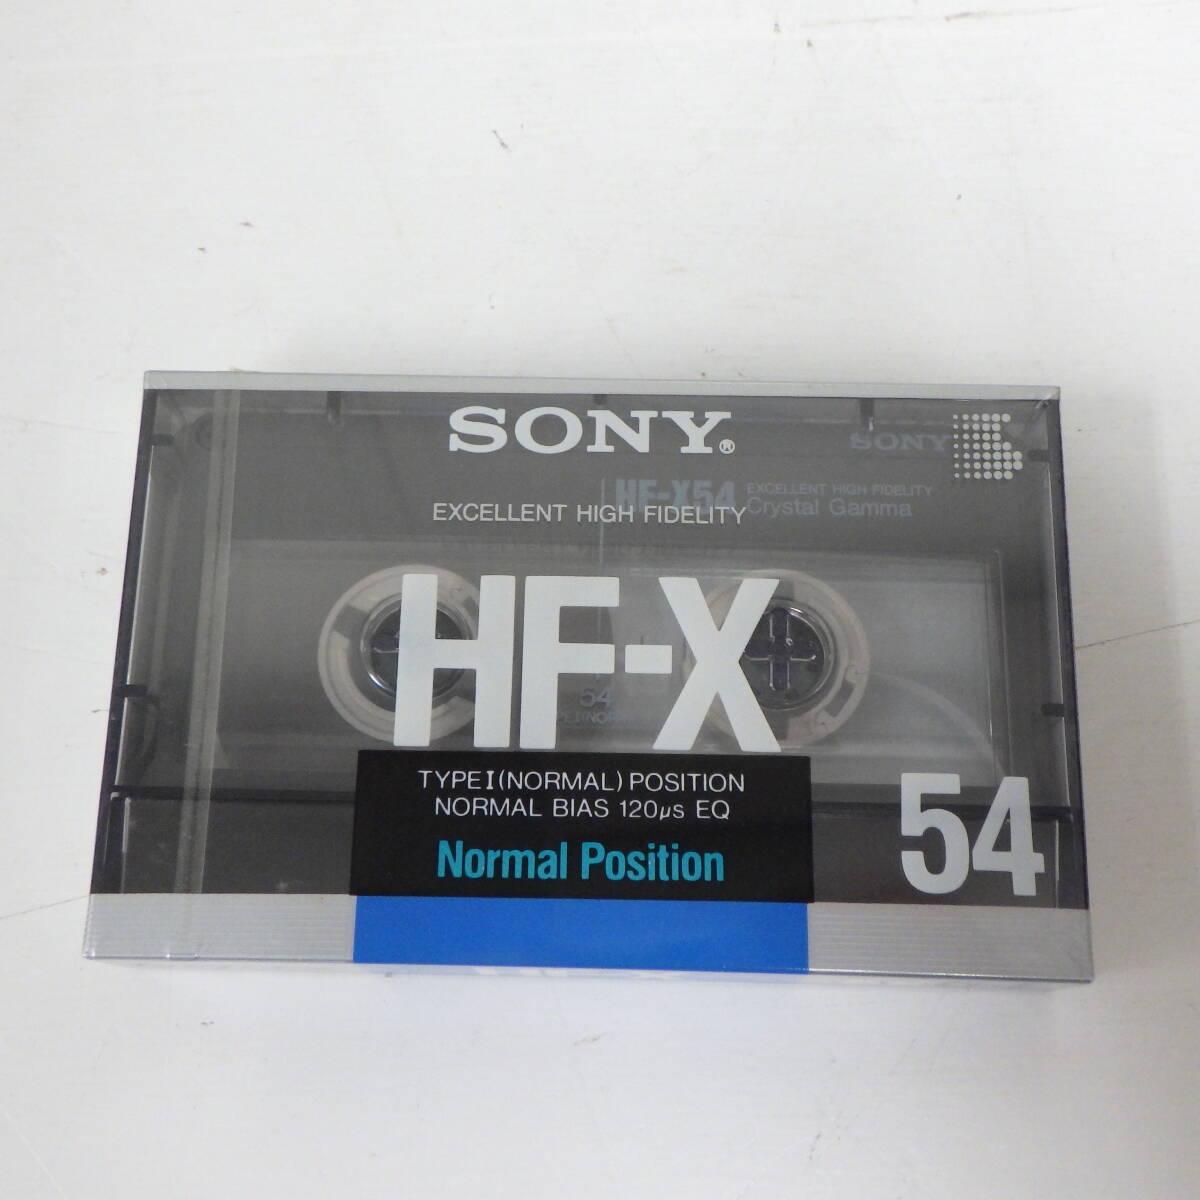 SONY®
SONY
HF-X54 EXCELLENT HIGH FIDELITY
Crystal Gamma
EXCELLENT HIGH FIDELITY
HF-X
54
TYPE I (NORMAL) POSITION
NORMAL BIAS 120µs EQ
Normal Position
54